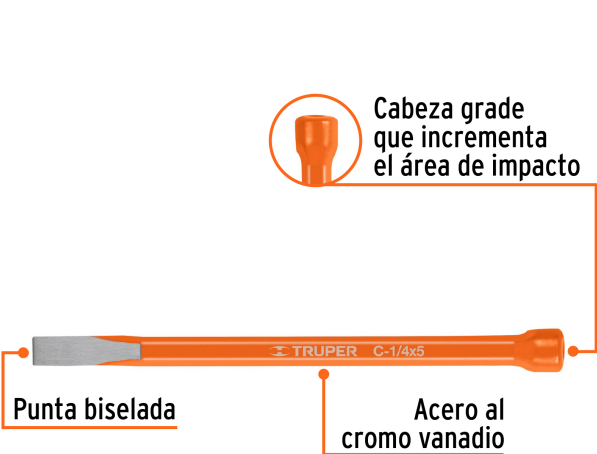 Cabeza grade
que incrementa
el área de impacto
TRUPER C-1/4x5
Punta biselada
Acero al
cromo vanadio